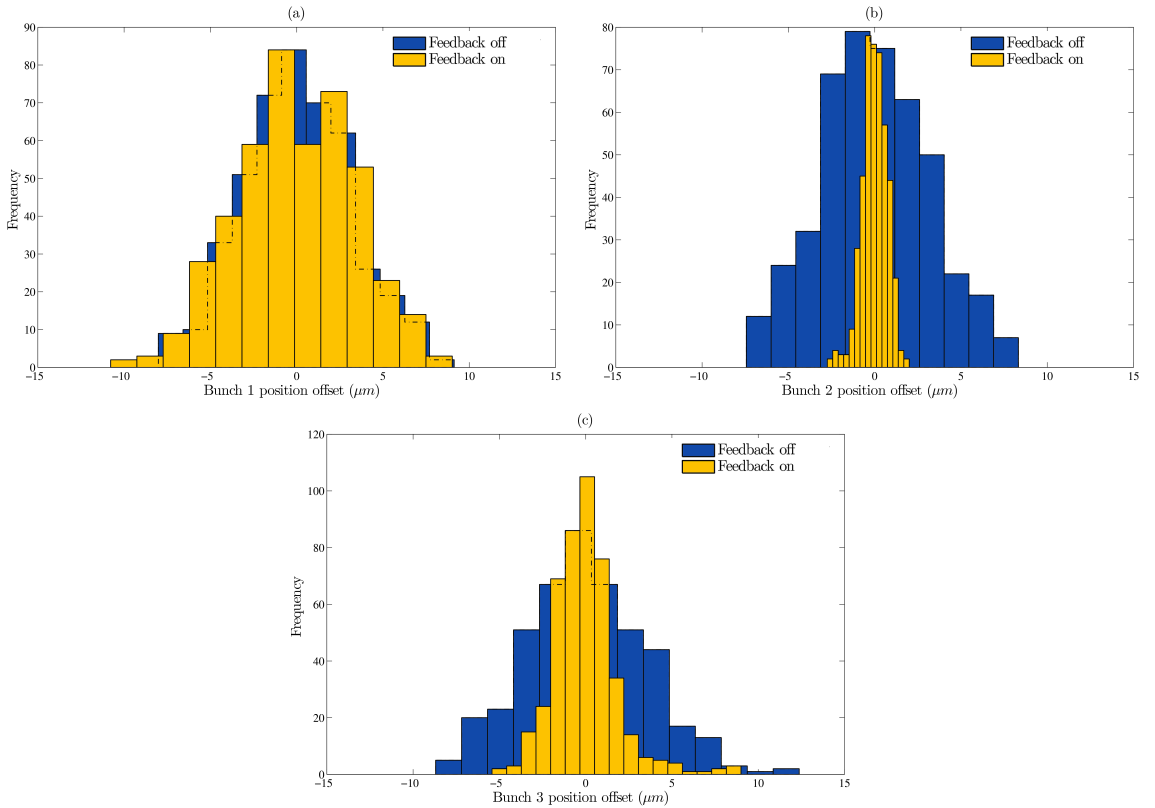 (a)
90
80
70
60
50
40
30
20
10
0
Frequency
Feedback off
Feedback on
−15 −10 −5 0 5 10 15
Bunch 1 position offset (μm)
(b)
80
70
60
50
40
30
20
10
0
Frequency
Feedback off
Feedback on
−15 −10 −5 0 5 10 15
Bunch 2 position offset (μm)
(c)
120
100
80
60
40
20
0
Frequency
Feedback off
Feedback on
−15 −10 −5 0 5 10 15
Bunch 3 position offset (μm)